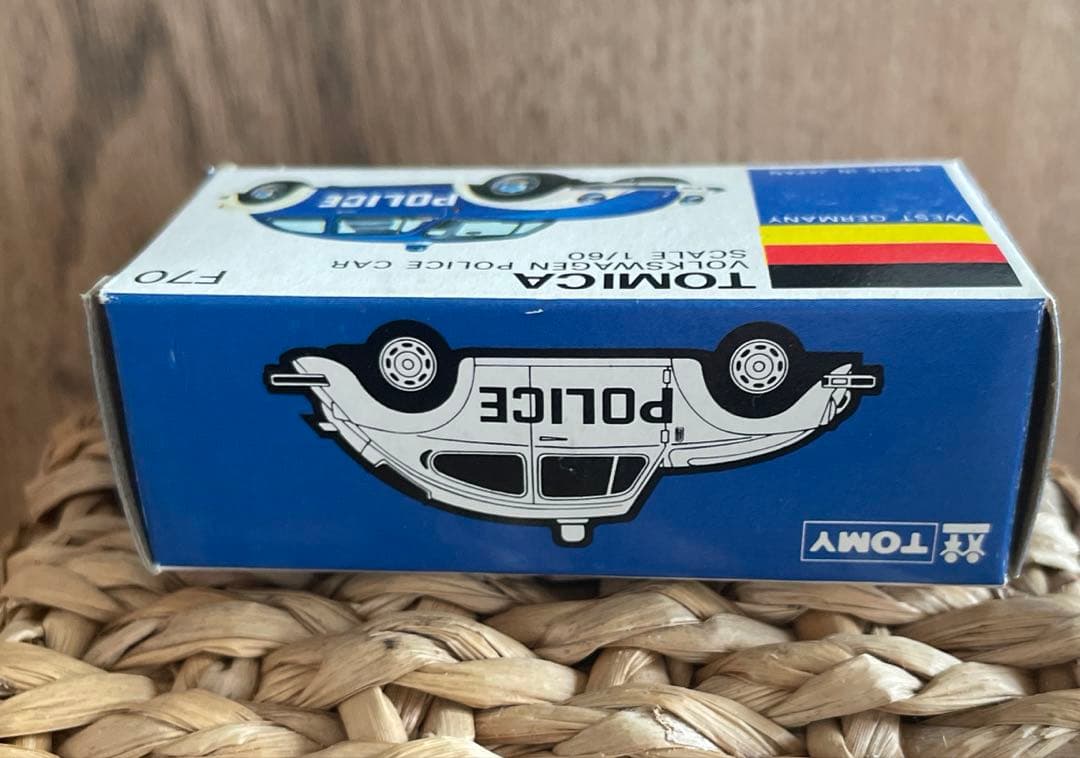 TOMICA
VOLKSWAGEN POLICE CAR
SCALE 1/60
F70
POLICE
WEST GERMANY
MADE IN JAPAN
POLICE
TOMY